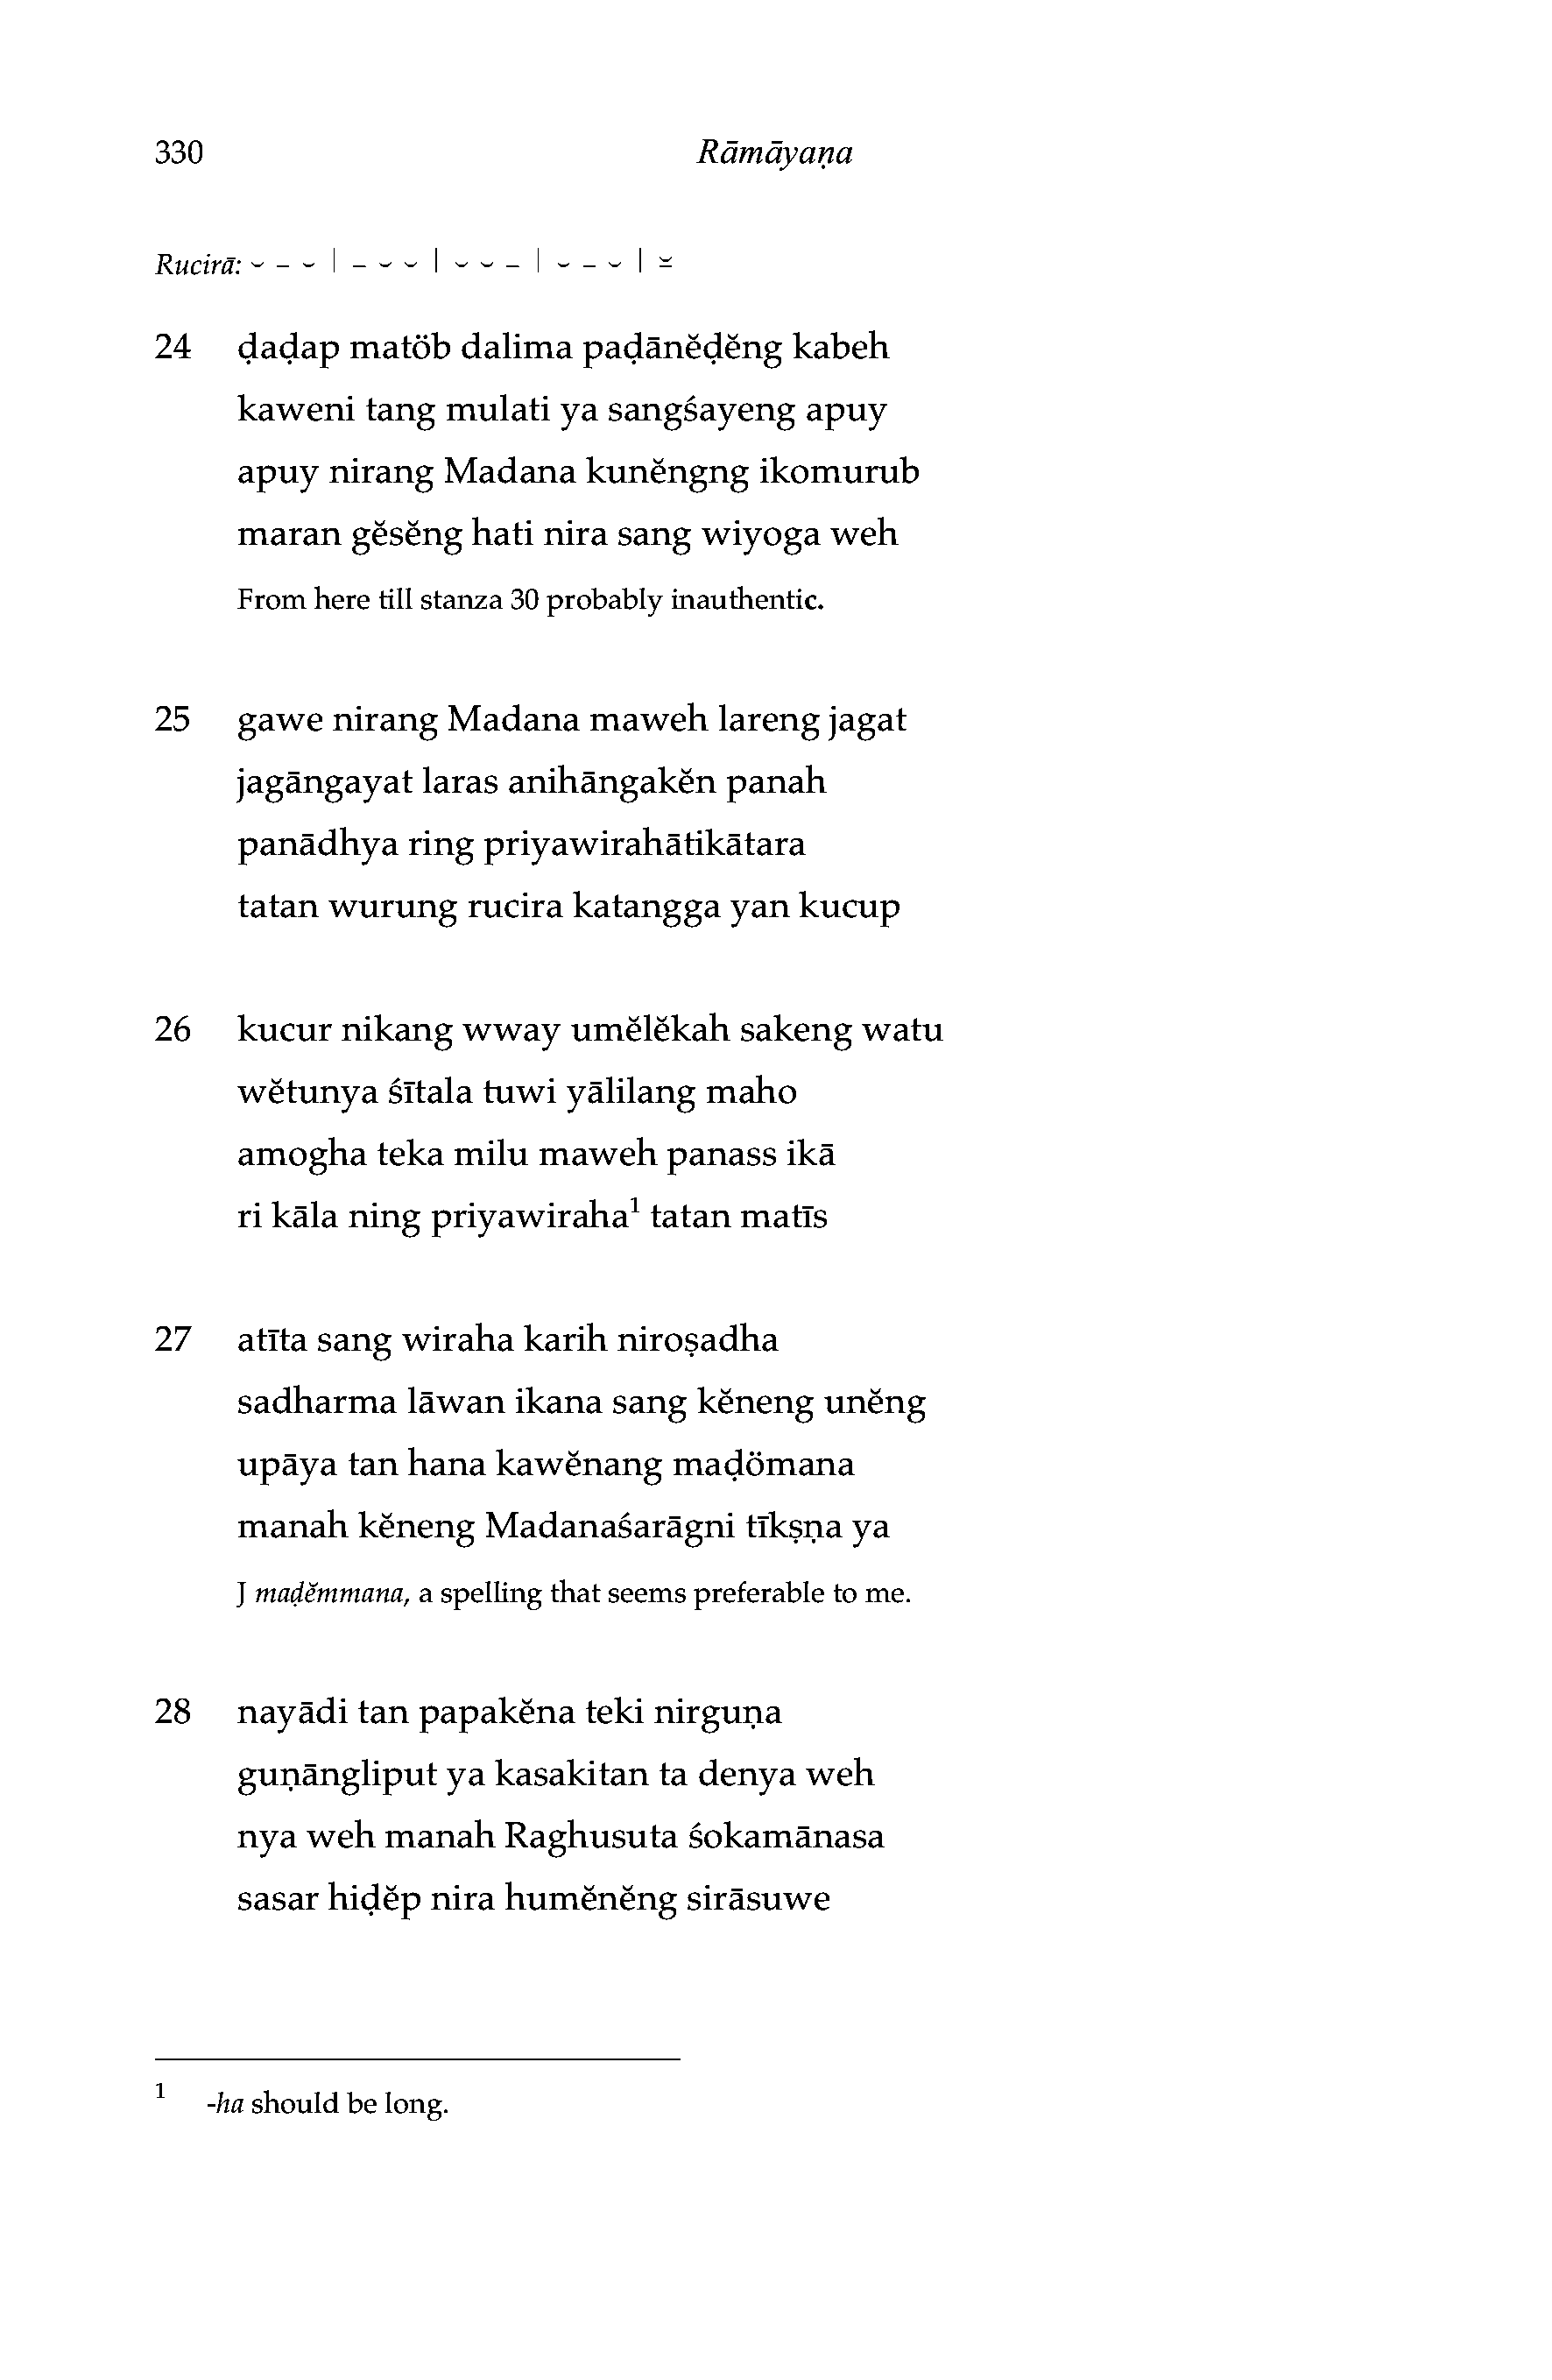 330 Rāmāyaṇa
Rucirā: ⏑ – ⏑ | – ⏑ ⏑ | ⏑ ⏑ – | ⏑ – ⏑ | ⏓
24 ḍaḍap matöb dalima paḍānĕḍĕng kabeh
kaweni tang mulati ya sangśayeng apuy
apuy nirang Madana kunĕngng ikomurub
maran gĕsĕng hati nira sang wiyoga weh
From here till stanza 30 probably inauthentic.
25 gawe nirang Madana maweh lareng jagat
jagāngayat laras anihāngakĕn panah
panādhya ring priyawirahātikātara
tatan wurung rucira katangga yan kucup
26 kucur nikang wway umĕlĕkah sakeng watu
wĕtunya śītala tuwi yālilang maho
amogha teka milu maweh panass ikā
ri kāla ning priyawiraha¹ tatan matīs
27 atīta sang wiraha karih niroṣadha
sadharma lāwan ikana sang kĕneng unĕng
upāya tan hana kawĕnang maḍömana
manah kĕneng Madanaśarāgni tīkṣṇa ya
J maḍĕmmana, a spelling that seems preferable to me.
28 nayādi tan papakĕna teki nirguṇa
guṇāngliput ya kasakitan ta denya weh
nya weh manah Raghusuta śokamānasa
sasar hiḍĕp nira humĕnĕng sirāsuwe
¹ -ha should be long.